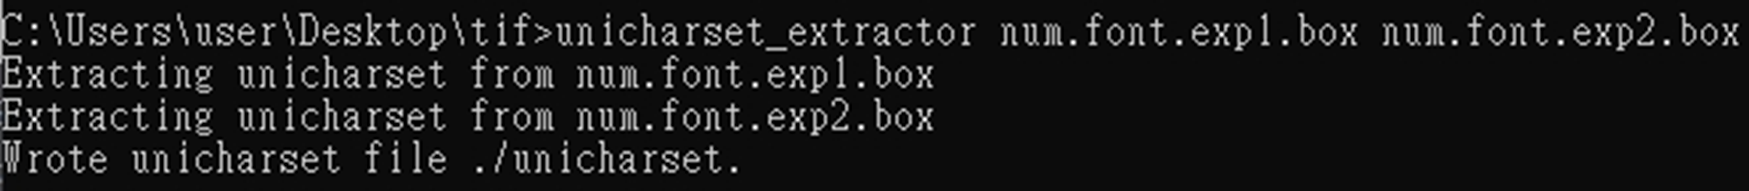 C:\Users\user\Desktop\tif>unicharset_extractor num.font.exp1.box num.font.exp2.box
Extracting unicharset from num.font.exp1.box
Extracting unicharset from num.font.exp2.box
Wrote unicharset file ./unicharset.